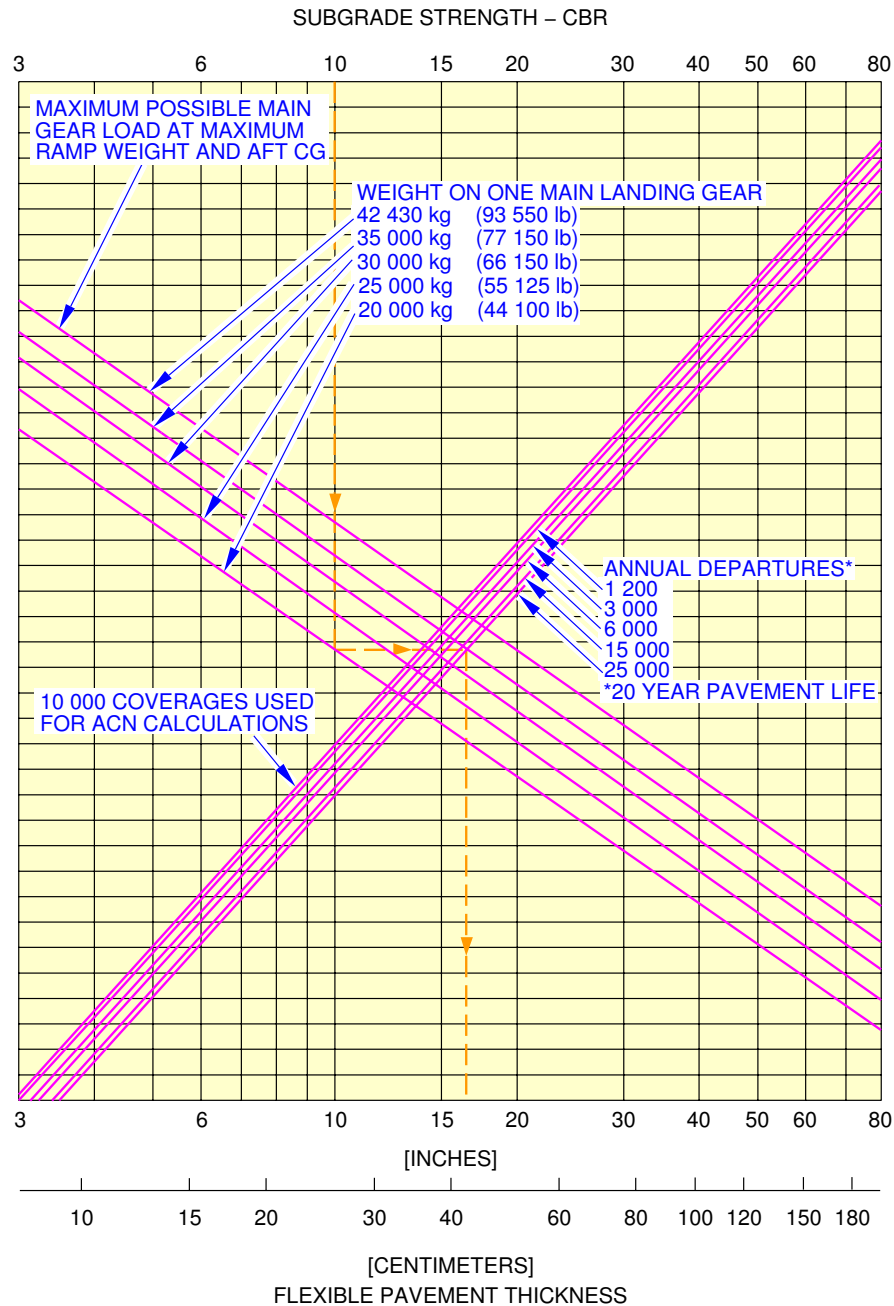 SUBGRADE STRENGTH – CBR
3 6 10 15 20 30 40 50 60 80
MAXIMUM POSSIBLE MAIN
GEAR LOAD AT MAXIMUM
RAMP WEIGHT AND AFT CG
WEIGHT ON ONE MAIN LANDING GEAR
42 430 kg (93 550 lb)
35 000 kg (77 150 lb)
30 000 kg (66 150 lb)
25 000 kg (55 125 lb)
20 000 kg (44 100 lb)
ANNUAL DEPARTURES*
1 200
3 000
6 000
15 000
25 000
*20 YEAR PAVEMENT LIFE
10 000 COVERAGES USED
FOR ACN CALCULATIONS
3 6 10 15 20 30 40 50 60 80
[INCHES]
10 15 20 30 40 60 80 100 120 150 180
[CENTIMETERS]
FLEXIBLE PAVEMENT THICKNESS